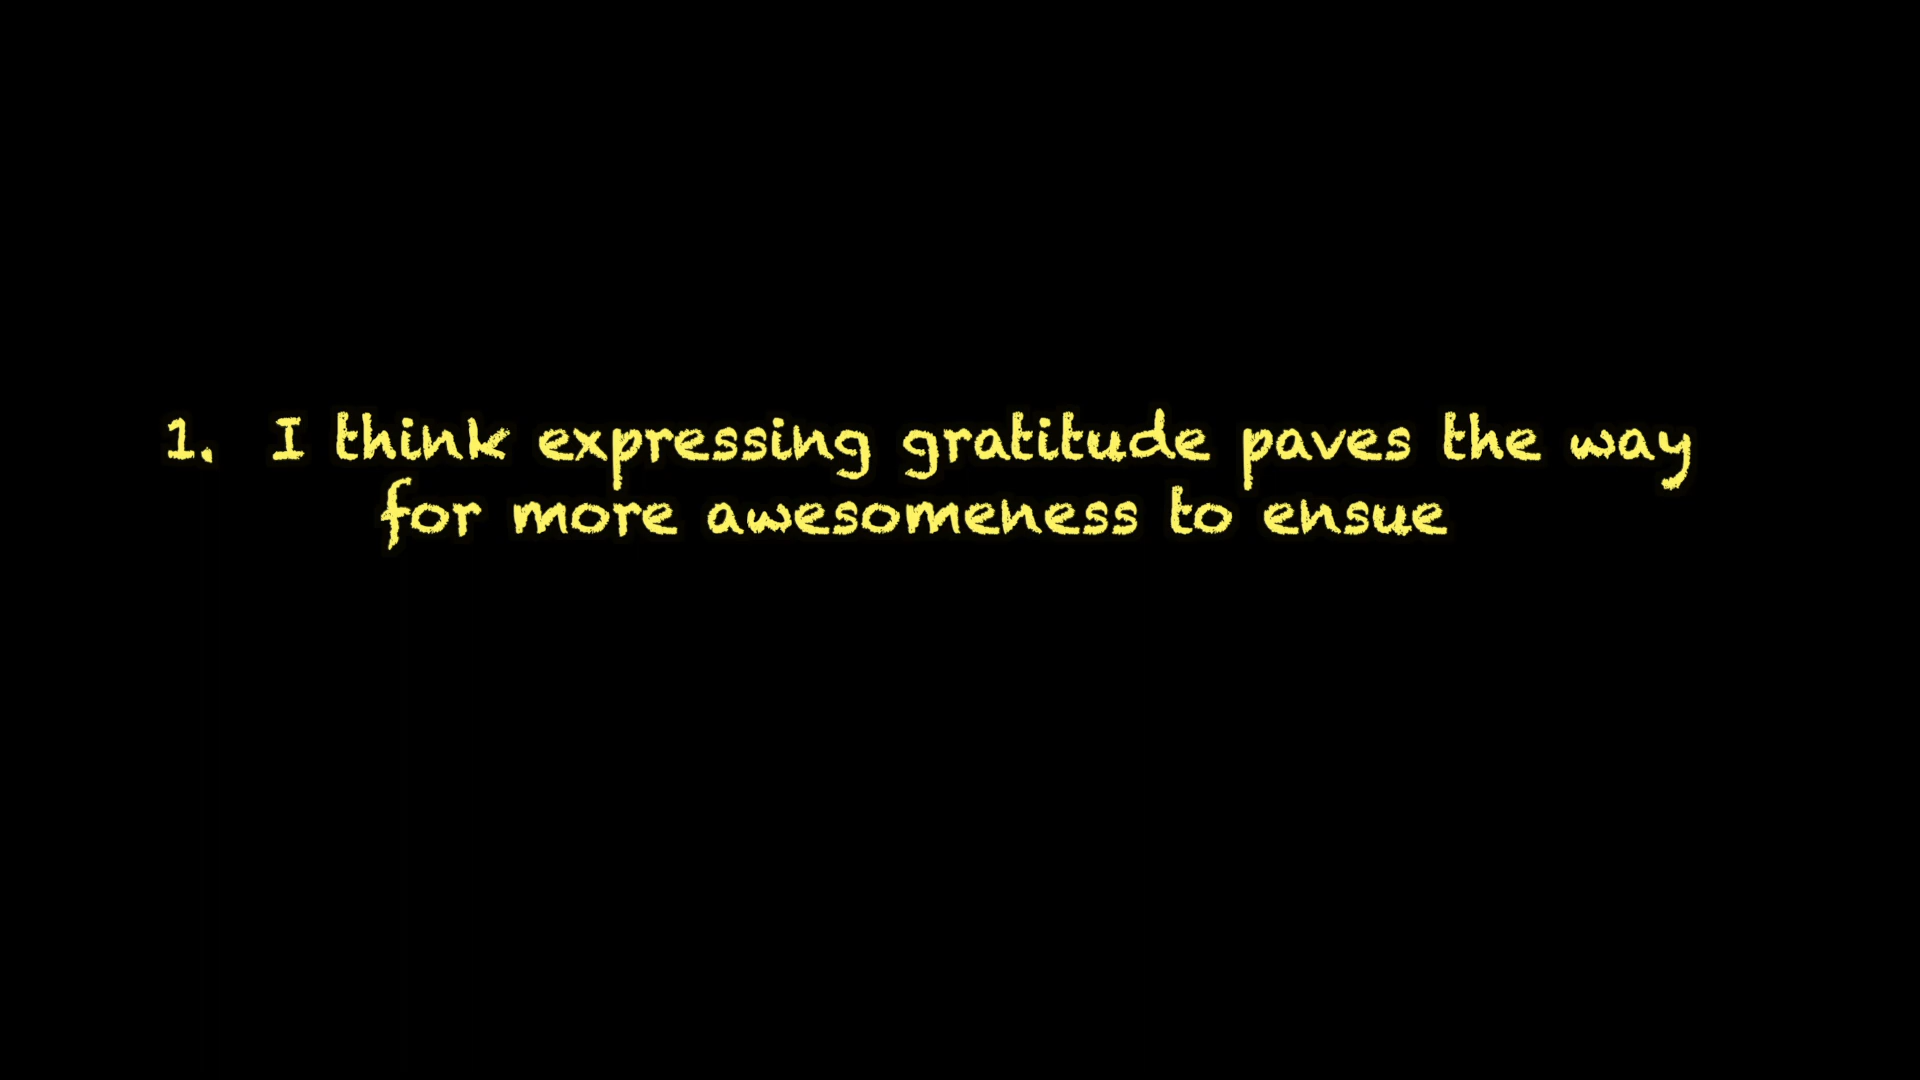 1. I think expressing gratitude paves the way
for more awesomeness to ensue